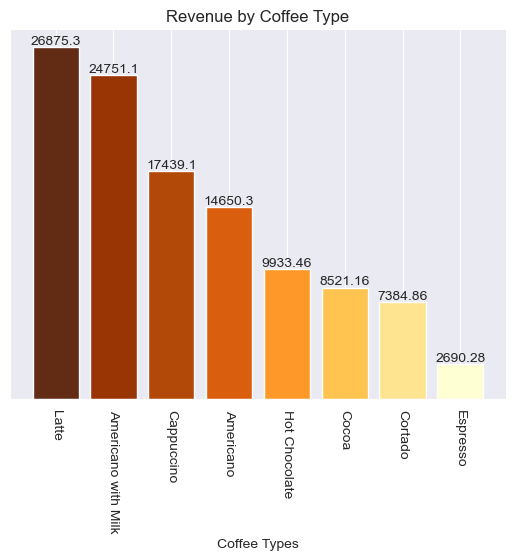 Revenue by Coffee Type
26875.3
24751.1
17439.1
14650.3
9933.46
8521.16
7384.86
2690.28
Latte
Americano with Milk
Cappuccino
Americano
Hot Chocolate
Cocoa
Cortado
Espresso
Coffee Types